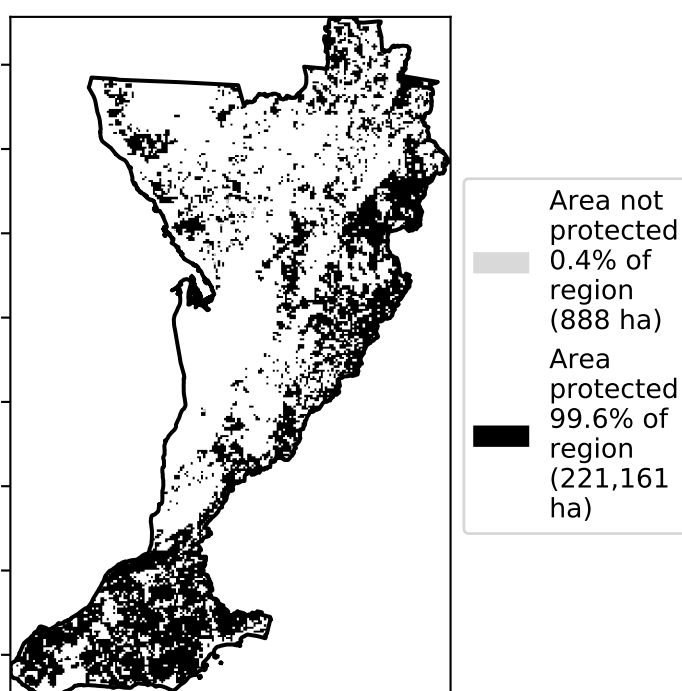 Area not
protected
0.4% of
region
(888 ha)
Area
protected
99.6% of
region
(221,161
ha)